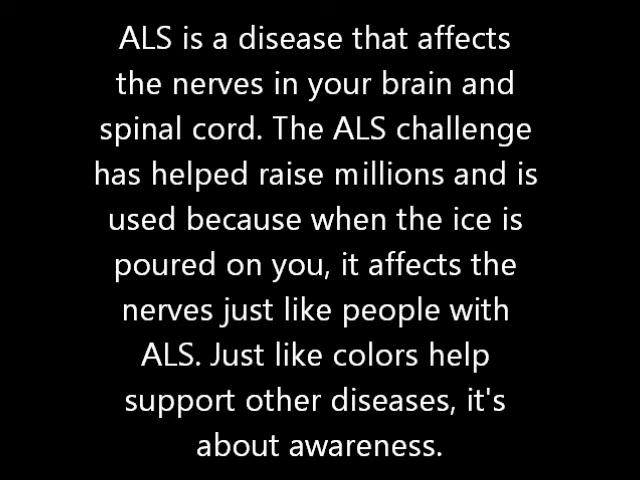 ALS is a disease that affects
the nerves in your brain and
spinal cord. The ALS challenge
has helped raise millions and is
used because when the ice is
poured on you, it affects the
nerves just like people with
ALS. Just like colors help
support other diseases, it's
about awareness.